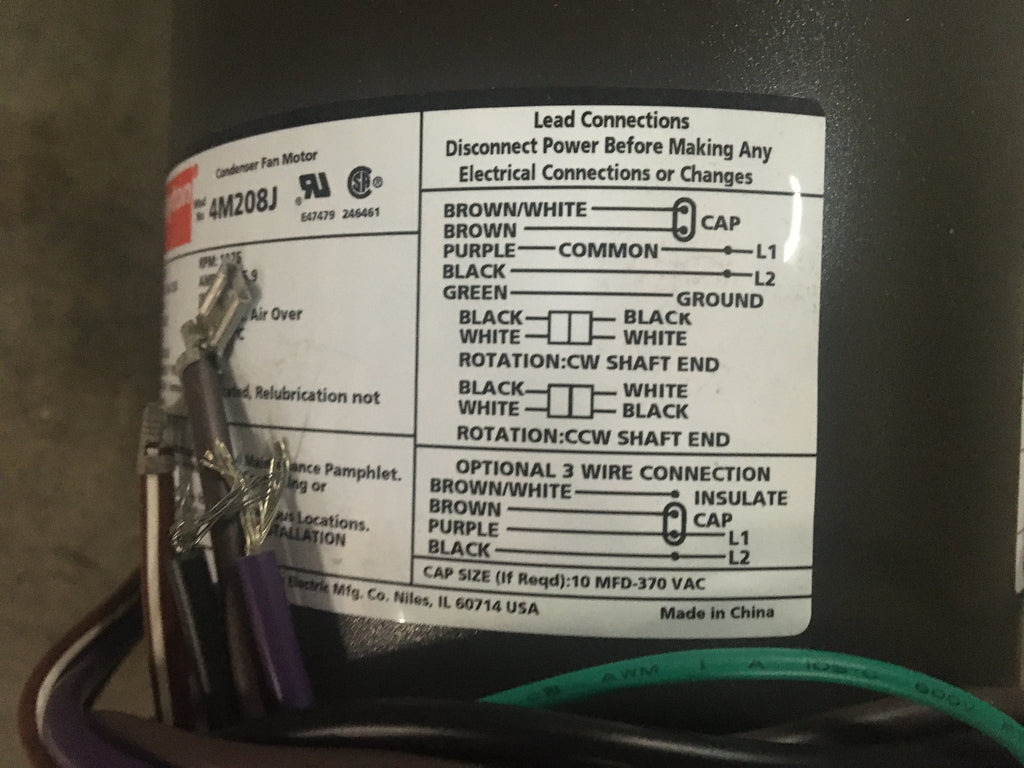 Condenser Fan Motor
4M208J
E47479 246461
Air Over
Relubrication not
ance Pamphlet.
ing or
Locations.
TALLATION
Electric Mfg. Co. Niles, IL 60714 USA
Lead Connections
Disconnect Power Before Making Any
Electrical Connections or Changes
BROWN/WHITE
BROWN
CAP
PURPLE COMMON L1
BLACK L2
GREEN GROUND
BLACK BLACK
WHITE WHITE
ROTATION:CW SHAFT END
BLACK WHITE
WHITE BLACK
ROTATION:CCW SHAFT END
OPTIONAL 3 WIRE CONNECTION
BROWN/WHITE INSULATE
BROWN
CAP
PURPLE L1
BLACK L2
CAP SIZE (If Reqd):10 MFD-370 VAC
Made in China
AWM I A 600V